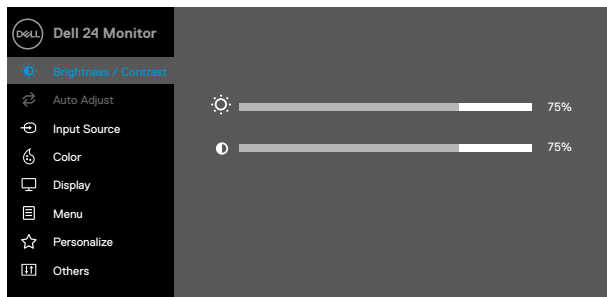 DELL
Dell 24 Monitor
Brightness / Contrast
Auto Adjust
Input Source
Color
Display
Menu
Personalize
Others
75%
75%